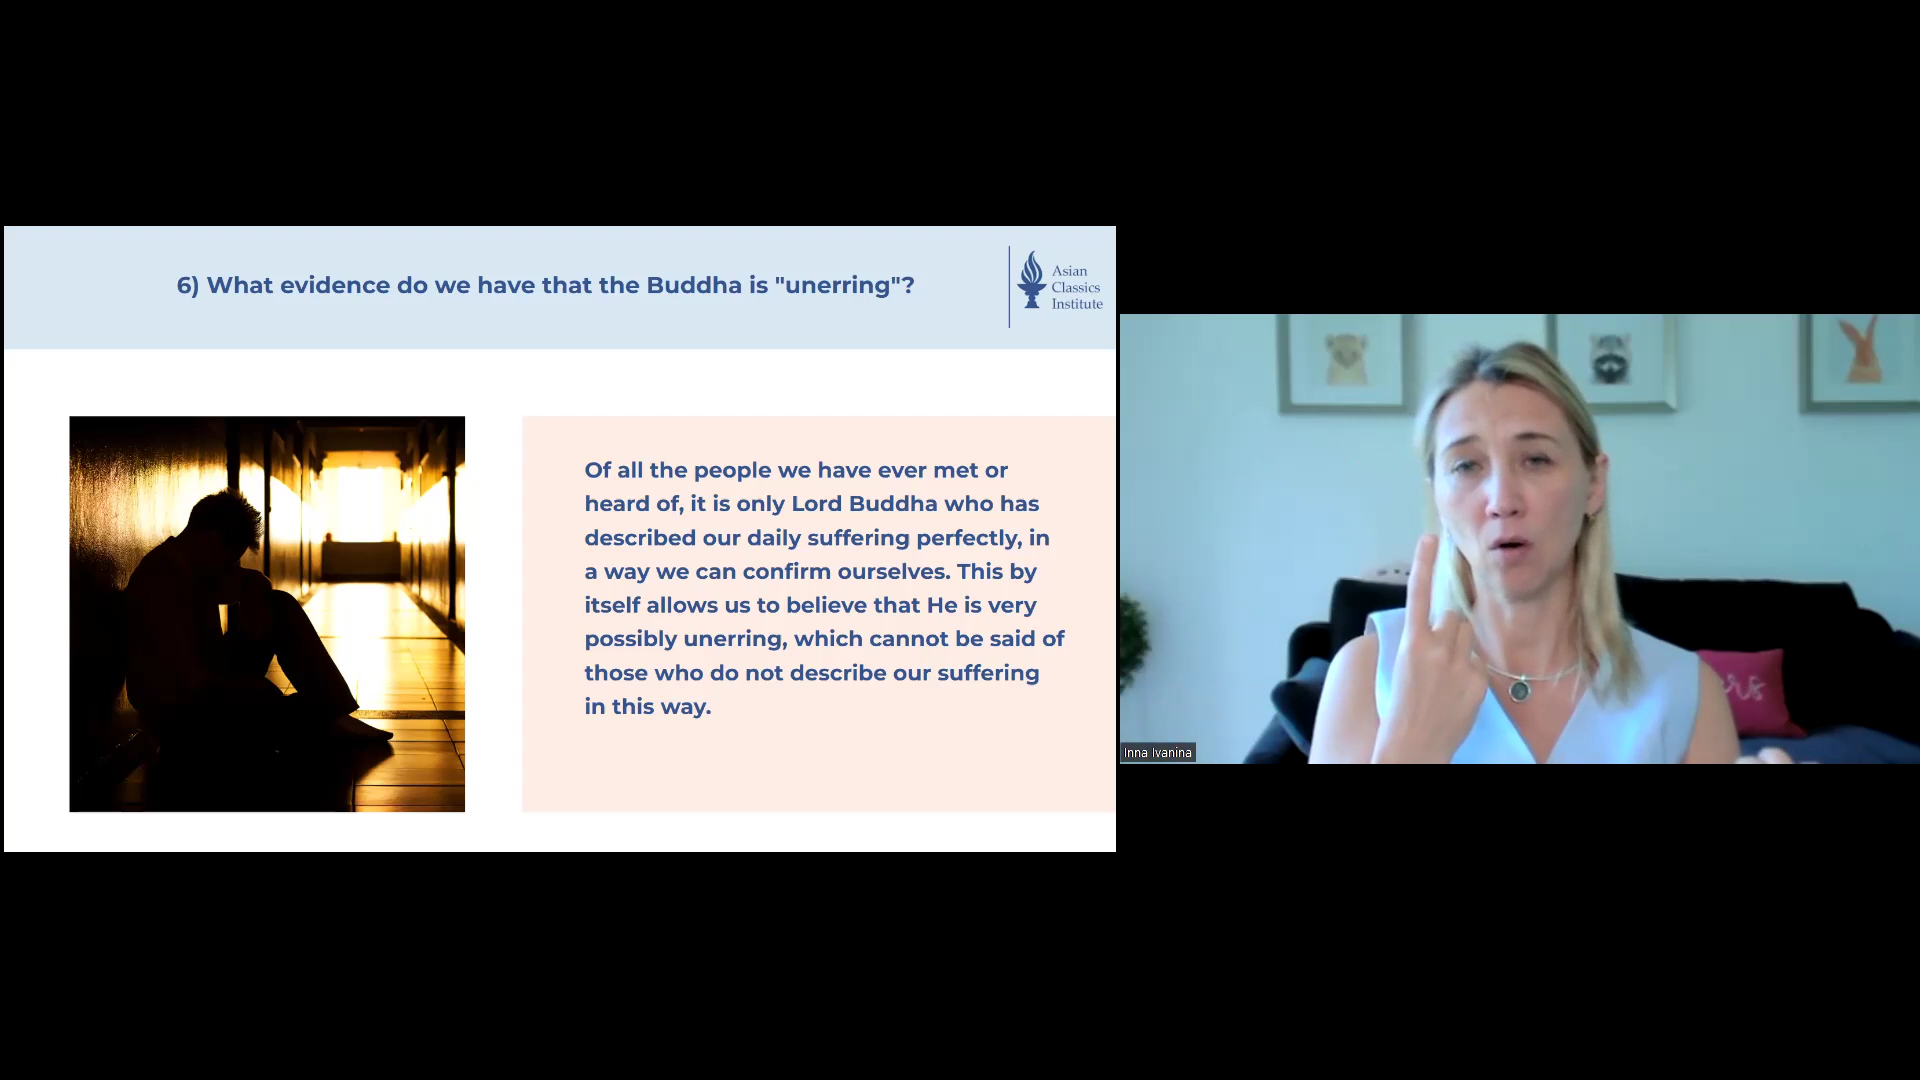 6) What evidence do we have that the Buddha is "unerring"?
Asian
Classics
Institute
Of all the people we have ever met or
heard of, it is only Lord Buddha who has
described our daily suffering perfectly, in
a way we can confirm ourselves. This by
itself allows us to believe that He is very
possibly unerring, which cannot be said of
those who do not describe our suffering
in this way.
Inna Ivanina